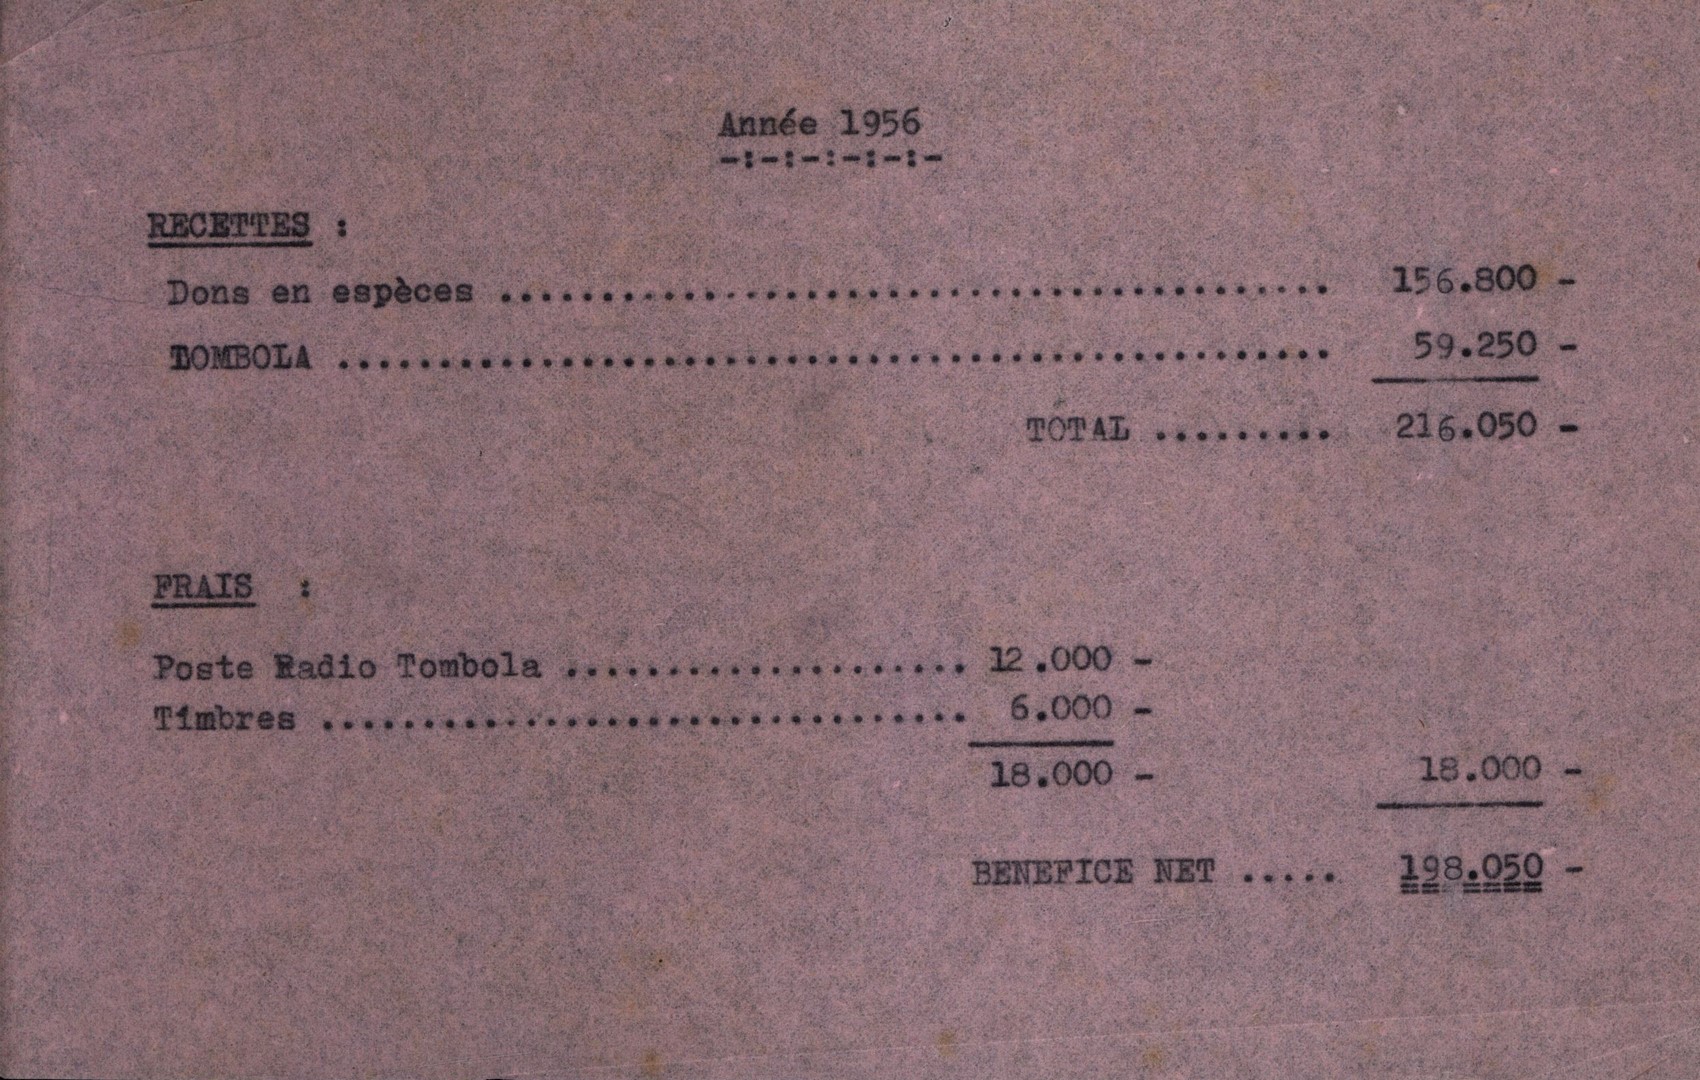 Année 1956
-:-:-:-:-:-
RECETTES :
Dons en espèces ......................................... 156.800 -
TOMBOLA ................................................. 59.250 -
TOTAL ......... 216.050 -
FRAIS :
Poste Radio Tombola .................... 12.000 -
Timbres ................................ 6.000 -
18.000 - 18.000 -
BENEFICE NET ..... 198.050 -